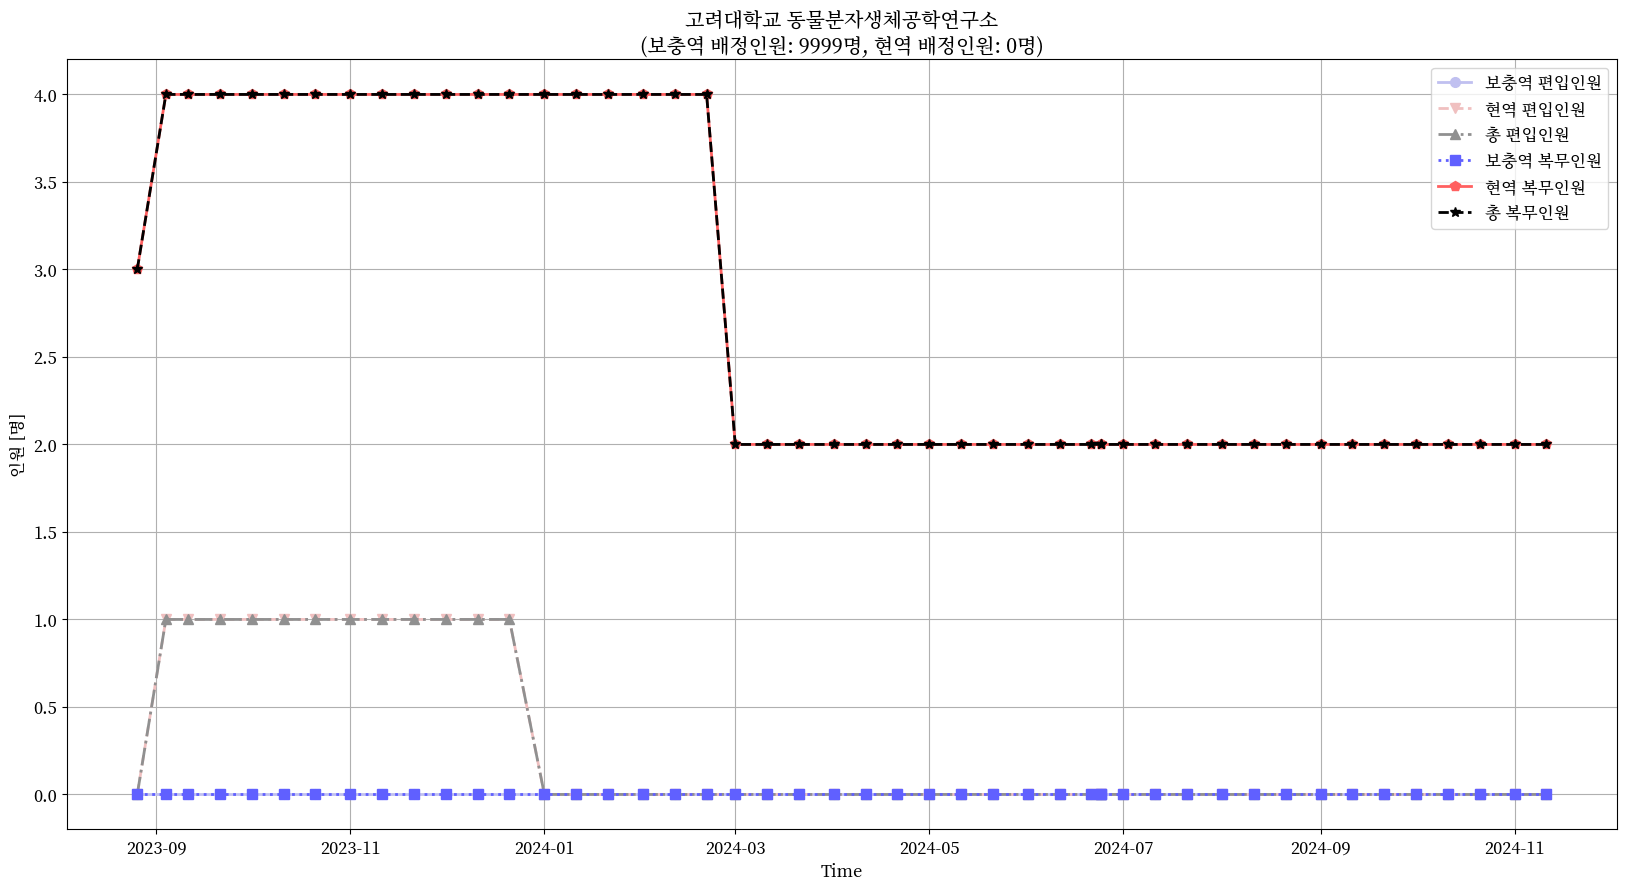 고려대학교 동물분자생체공학연구소
(보충역 배정인원: 9999명, 현역 배정인원: 0명)
보충역 편입인원
현역 편입인원
총 편입인원
보충역 복무인원
현역 복무인원
총 복무인원
인원 [명]
4.0
3.5
3.0
2.5
2.0
1.5
1.0
0.5
0.0
2023-09
2023-11
2024-01
2024-03
2024-05
2024-07
2024-09
2024-11
Time